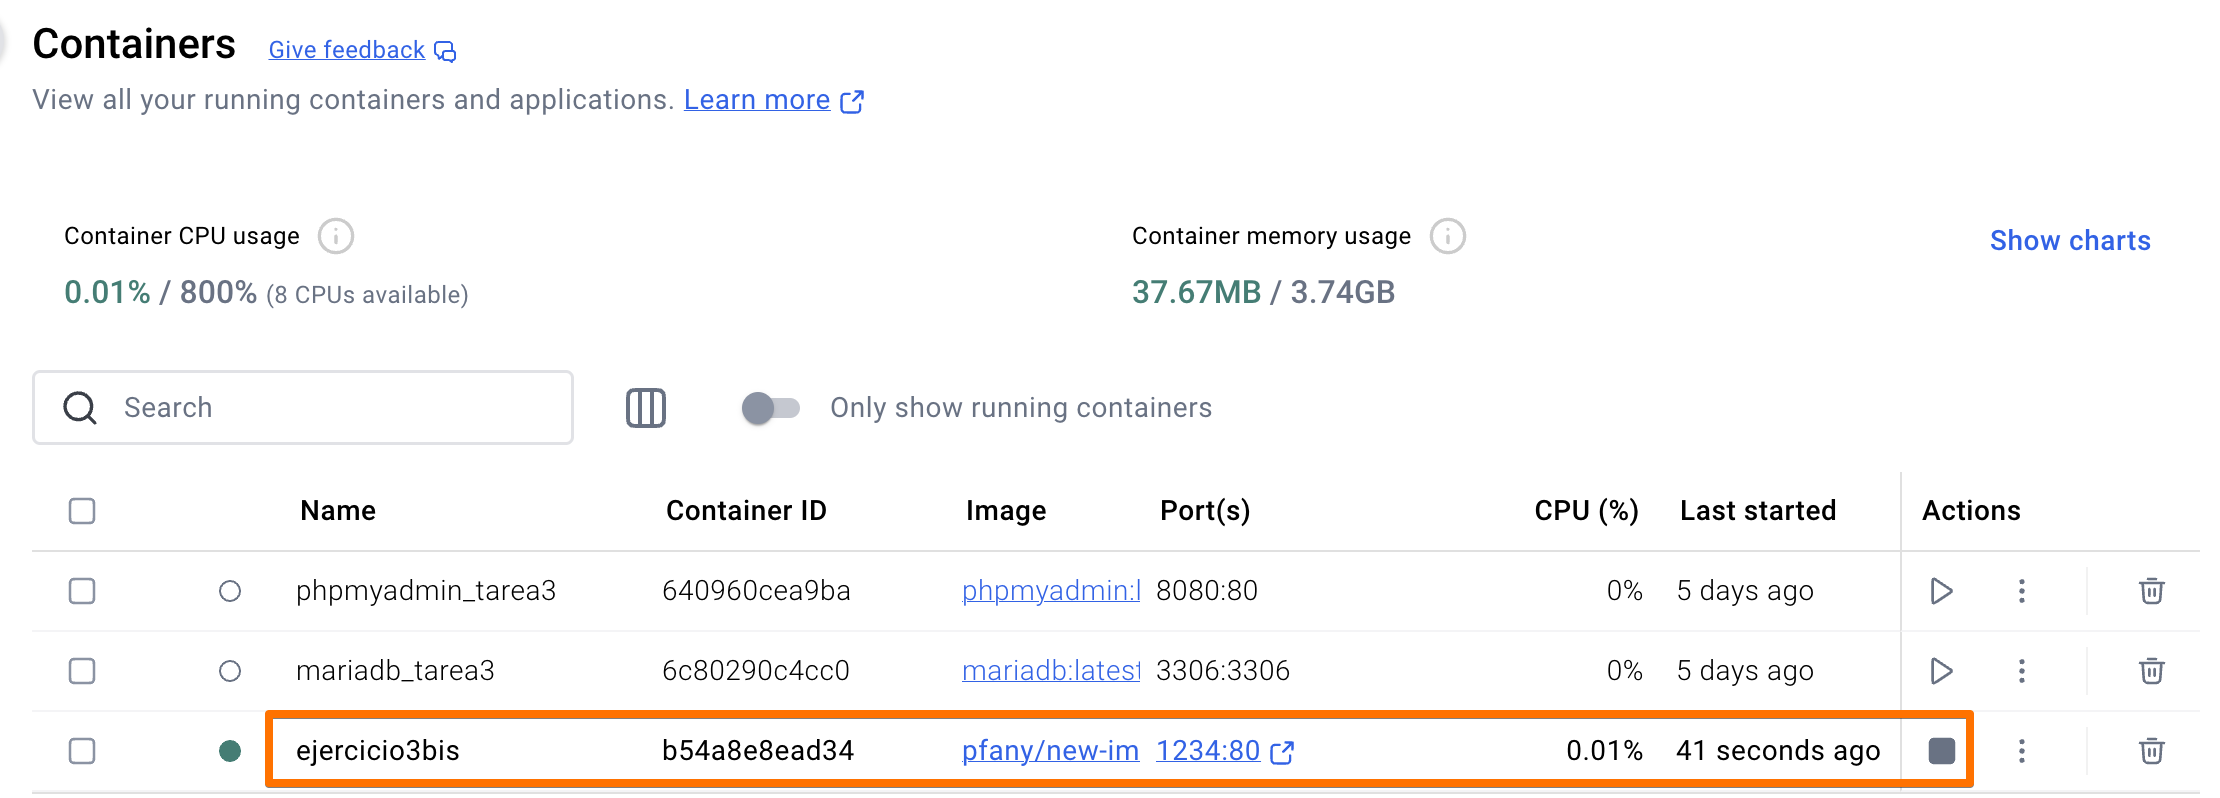 Containers Give feedback
View all your running containers and applications. Learn more
Container CPU usage
0.01% / 800% (8 CPUs available)
Container memory usage
37.67MB / 3.74GB
Show charts
Search
Only show running containers
Name Container ID Image Port(s) CPU (%) Last started Actions
phpmyadmin_tarea3 640960cea9ba phpmyadmin:l 8080:80 0% 5 days ago
mariadb_tarea3 6c80290c4cc0 mariadb:latest 3306:3306 0% 5 days ago
ejercicio3bis b54a8e8ead34 pfany/new-im 1234:80 0.01% 41 seconds ago